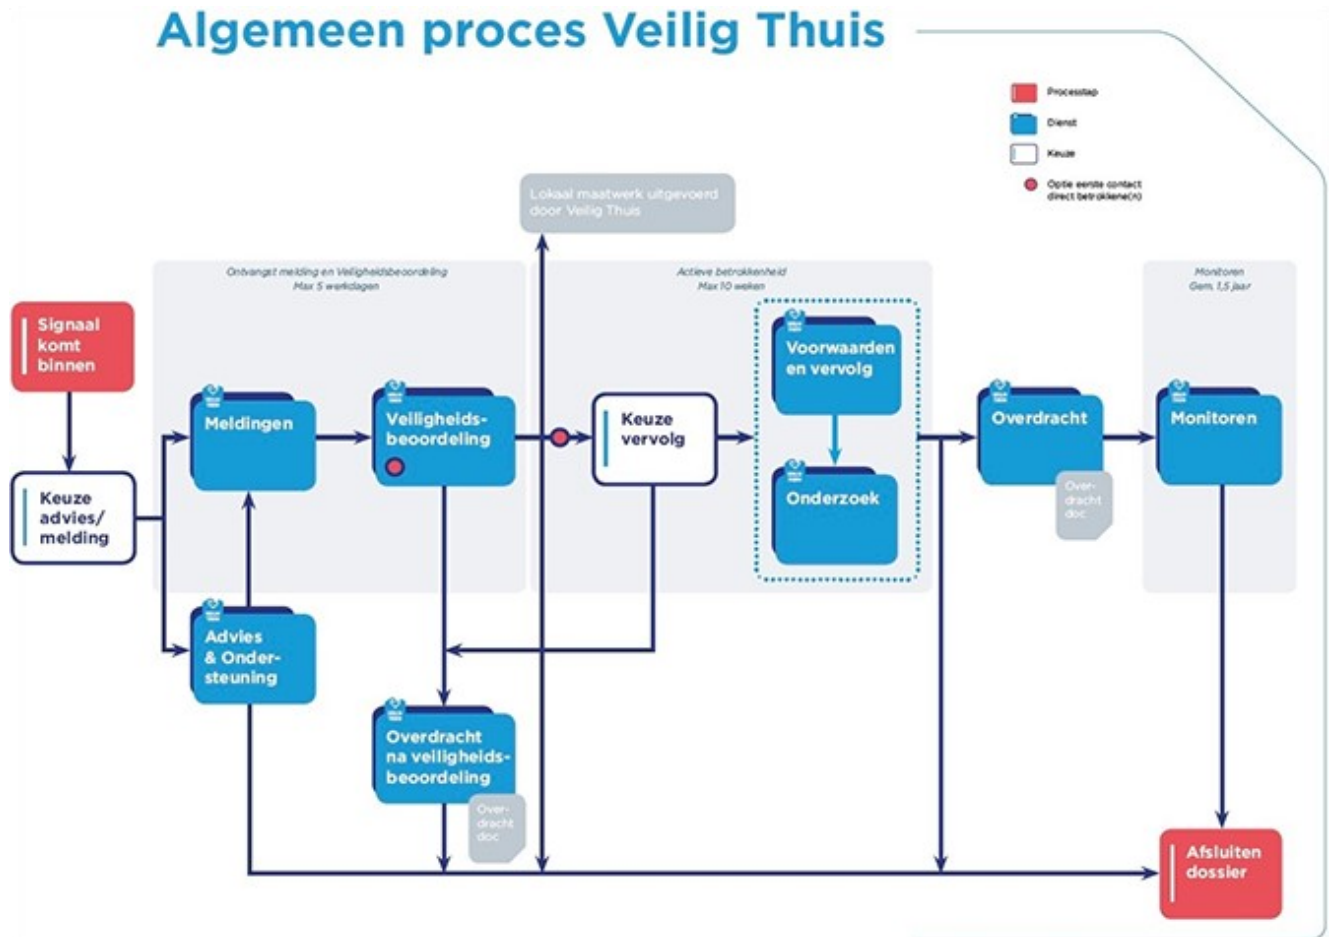 Algemeen proces Veilig Thuis
Processtap
Dienst
Keuze
Optie eerste contact
direct betrokkene(n)
Lokaal maatwerk uitgevoerd
door Veilig Thuis
Ontvangst melding en Veiligheidsbeoordeling
Max 5 werkdagen
Actieve betrokkenheid
Max 10 weken
Monitoren
Gem. 1,5 jaar
Signaal
komt
binnen
Keuze
advies/
melding
Meldingen
Veiligheids-
beoordeling
Keuze
vervolg
Voorwaarden
en vervolg
Onderzoek
Overdracht
Over-
dracht
doc
Monitoren
Advies
& Onder-
steuning
Overdracht
na veiligheids-
beoordeling
Over-
dracht
doc
Afsluiten
dossier